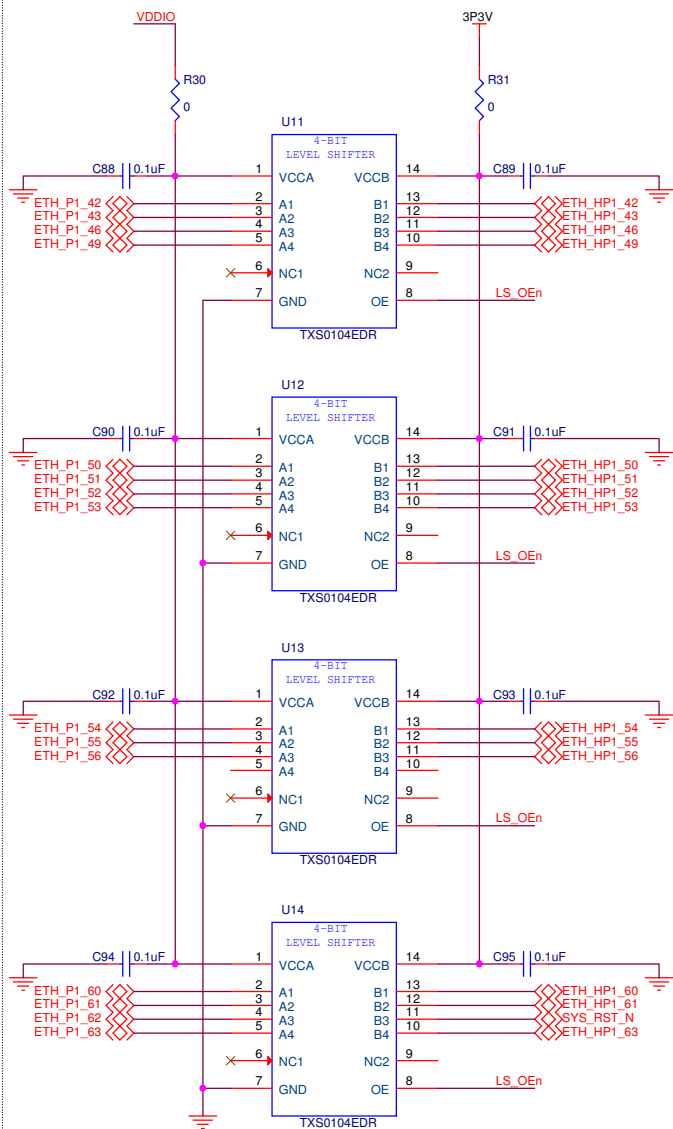 VDDIO 3P3V
R30 R31
0 0
U11
4-BIT
LEVEL SHIFTER
C88 0.1uF 1 VCCA VCCB 14 C89 0.1uF
ETH_P1_42 2 A1 B1 13 ETH_HP1_42
ETH_P1_43 3 A2 B2 12 ETH_HP1_43
ETH_P1_46 4 A3 B3 11 ETH_HP1_46
ETH_P1_49 5 A4 B4 10 ETH_HP1_49
6 NC1 NC2 9
7 GND OE 8 LS_OEn
TXS0104EDR
U12
4-BIT
LEVEL SHIFTER
C90 0.1uF 1 VCCA VCCB 14 C91 0.1uF
ETH_P1_50 2 A1 B1 13 ETH_HP1_50
ETH_P1_51 3 A2 B2 12 ETH_HP1_51
ETH_P1_52 4 A3 B3 11 ETH_HP1_52
ETH_P1_53 5 A4 B4 10 ETH_HP1_53
6 NC1 NC2 9
7 GND OE 8 LS_OEn
TXS0104EDR
U13
4-BIT
LEVEL SHIFTER
C92 0.1uF 1 VCCA VCCB 14 C93 0.1uF
ETH_P1_54 2 A1 B1 13 ETH_HP1_54
ETH_P1_55 3 A2 B2 12 ETH_HP1_55
ETH_P1_56 4 A3 B3 11 ETH_HP1_56
5 A4 B4 10
6 NC1 NC2 9
7 GND OE 8 LS_OEn
TXS0104EDR
U14
4-BIT
LEVEL SHIFTER
C94 0.1uF 1 VCCA VCCB 14 C95 0.1uF
ETH_P1_60 2 A1 B1 13 ETH_HP1_60
ETH_P1_61 3 A2 B2 12 ETH_HP1_61
ETH_P1_62 4 A3 B3 11 SYS_RST_N
ETH_P1_63 5 A4 B4 10 ETH_HP1_63
6 NC1 NC2 9
7 GND OE 8 LS_OEn
TXS0104EDR